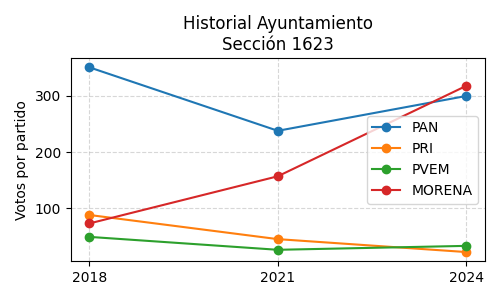 Historial Ayuntamiento
Sección 1623
Votos por partido
300
200
100
2018
2021
2024
PAN
PRI
PVEM
MORENA